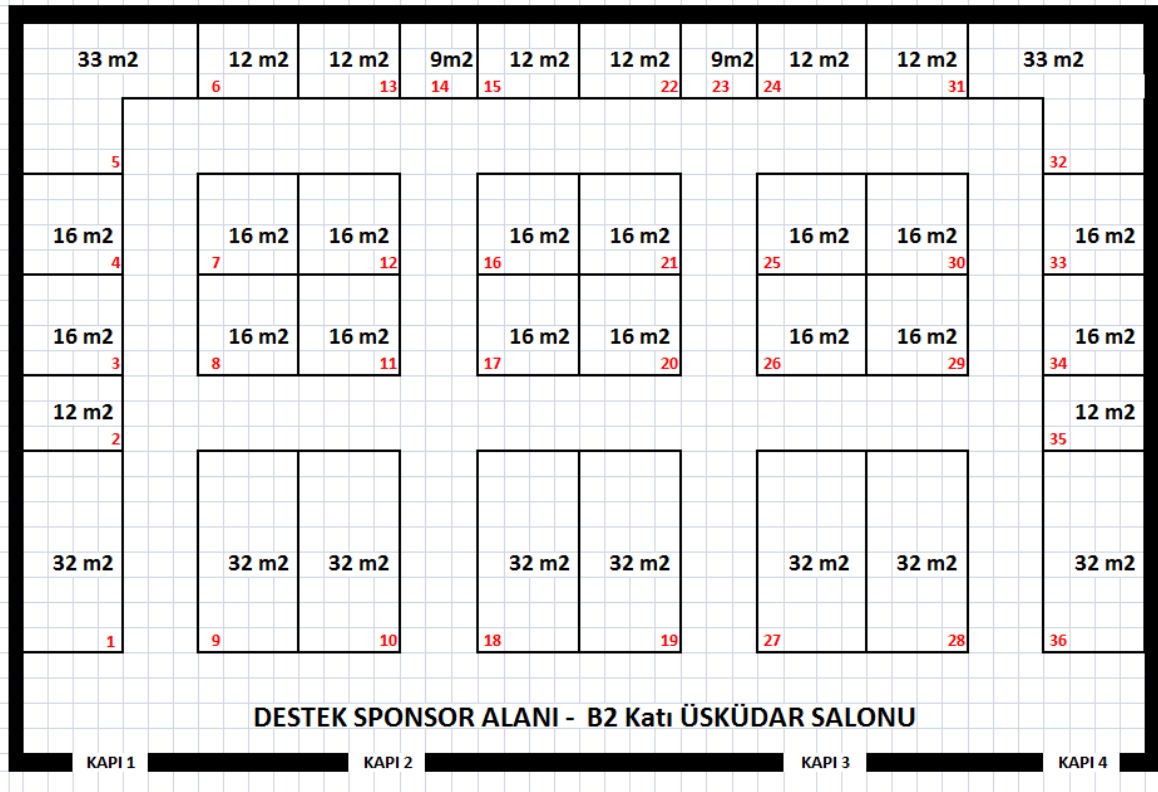 33 m2 12 m2 12 m2 9m2 12 m2 12 m2 9m2 12 m2 12 m2 33 m2
6 13 14 15 22 23 24 31
5 32
16 m2 16 m2 16 m2 16 m2 16 m2 16 m2 16 m2 16 m2
4 7 12 16 21 25 30 33
16 m2 16 m2 16 m2 16 m2 16 m2 16 m2 16 m2 16 m2
3 8 11 17 20 26 29 34
12 m2 12 m2
2 35
32 m2 32 m2 32 m2 32 m2 32 m2 32 m2 32 m2 32 m2
1 9 10 18 19 27 28 36
DESTEK SPONSOR ALANI - B2 Katı ÜSKÜDAR SALONU
KAPI 1 KAPI 2 KAPI 3 KAPI 4